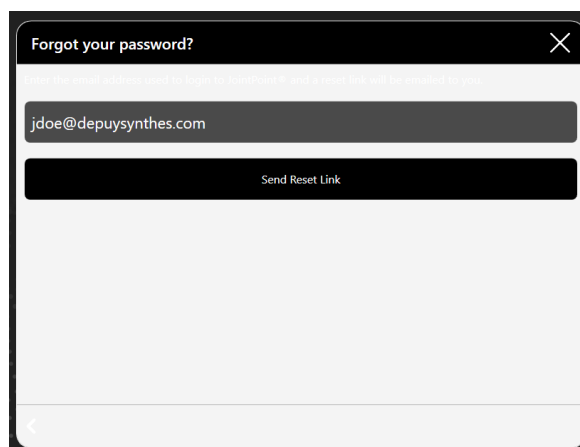 Forgot your password?
Enter the email address used to login to JointPoint® and a reset link will be emailed to you.
jdoe@depuysynthes.com
Send Reset Link